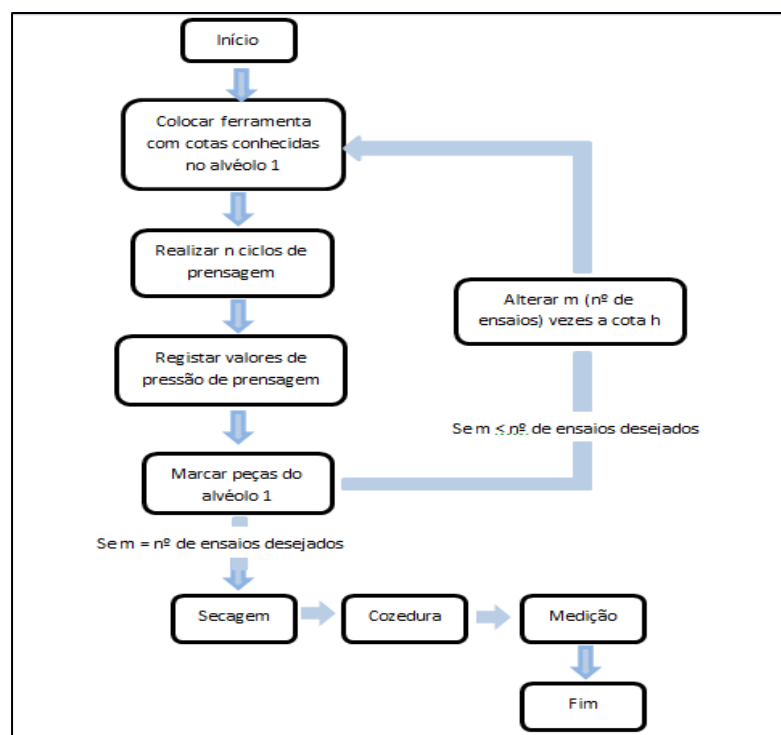 Início
Colocar ferramenta
com cotas conhecidas
no alvéolo 1
Realizar n ciclos de
prensagem
Alterar m (nº de
ensaios) vezes a cota h
Registar valores de
pressão de prensagem
Se m < nº de ensaios desejados
Marcar peças do
alvéolo 1
Se m = nº de ensaios desejados
Secagem
Cozedura
Medição
Fim